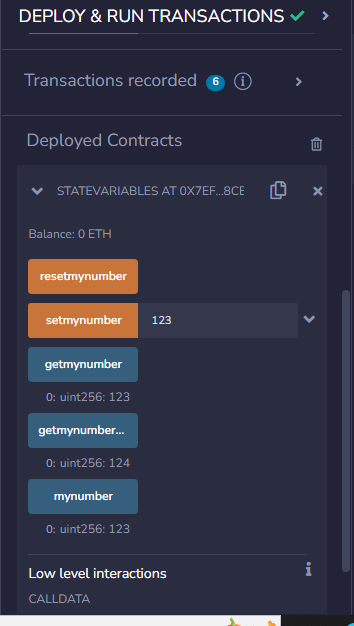 DEPLOY & RUN TRANSACTIONS
Transactions recorded 6 i
Deployed Contracts
STATEVARIABLES AT 0X7EF...8CE
Balance: 0 ETH
resetmynumber
setmynumber 123
getmynumber
0: uint256: 123
getmynumber...
0: uint256: 124
mynumber
0: uint256: 123
Low level interactions i
CALLDATA